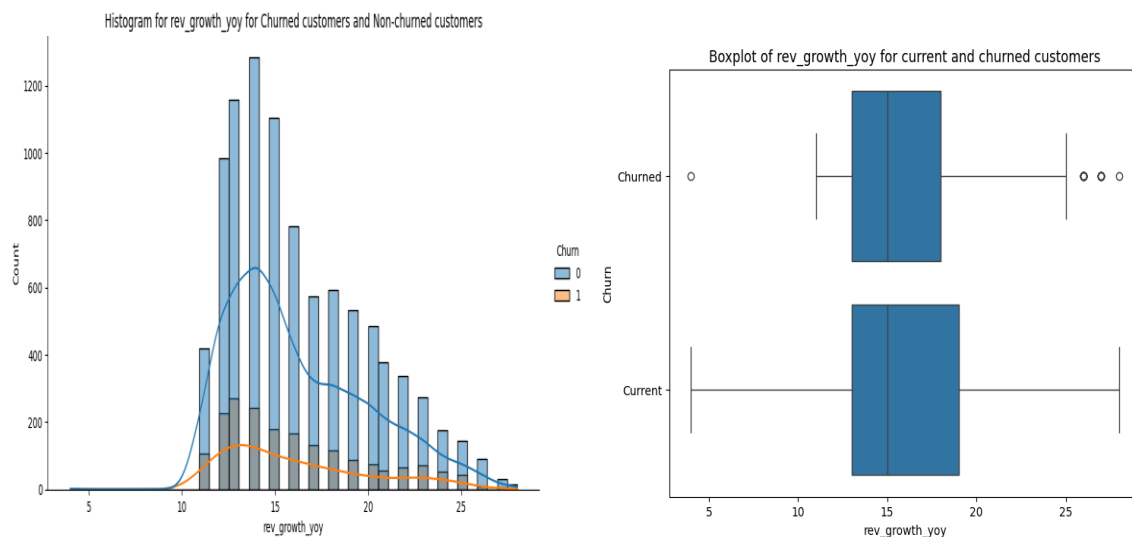 Histogram for rev_growth_yoy for Churned customers and Non-churned customers
1200
1000
800
600
400
200
0
Count
5
10
15
20
25
rev_growth_yoy
Churn
0
1
Boxplot of rev_growth_yoy for current and churned customers
Churned
Current
Churn
5
10
15
20
25
rev_growth_yoy